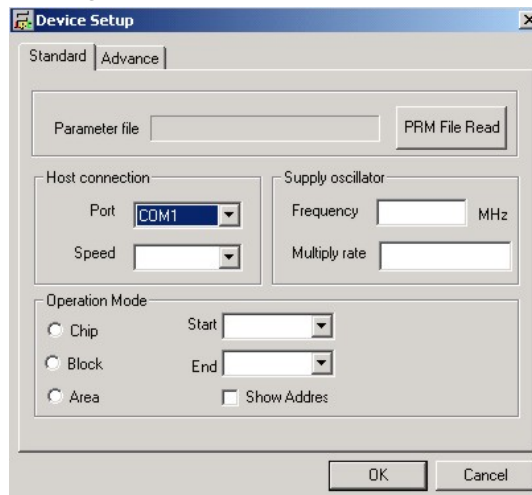 Device Setup
Standard Advance
Parameter file PRM File Read
Host connection
Port COM1
Speed
Supply oscillator
Frequency MHz
Multiply rate
Operation Mode
Chip Start
Block End
Area Show Addres
OK Cancel